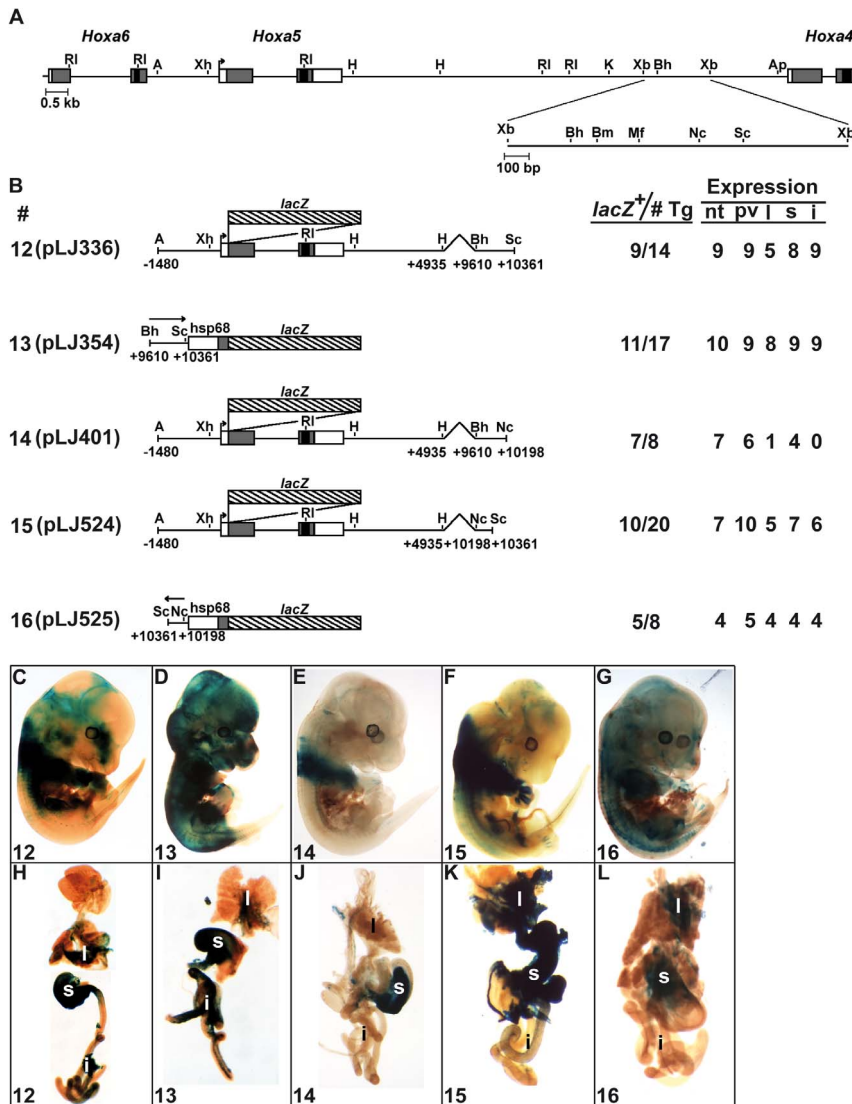 A
Hoxa6 Hoxa5 Hoxa4
RI RI A Xh RI H H RI RI K Xb Bh Xb Ap
0.5 kb
Xb Bh Bm Mf Nc Sc Xb
100 bp
B
# lacZ lacZ+/# Tg Expression
nt pv l s i
12 (pLJ336) A Xh RI H H Bh Sc 9/14 9 9 5 8 9
-1480 +4935 +9610 +10361
13 (pLJ354) Bh Sc hsp68 lacZ 11/17 10 9 8 9 9
+9610 +10361
lacZ
14 (pLJ401) A Xh RI H H Bh Nc 7/8 7 6 1 4 0
-1480 +4935 +9610 +10198
lacZ
15 (pLJ524) A Xh RI H H Nc Sc 10/20 7 10 5 7 6
-1480 +4935 +10198 +10361
16 (pLJ525) Sc Nc hsp68 lacZ 5/8 4 5 4 4 4
+10361 +10198
C D E F G
12 13 14 15 16
H I J K L
l l l l l
s s s s s
i i i i i
12 13 14 15 16